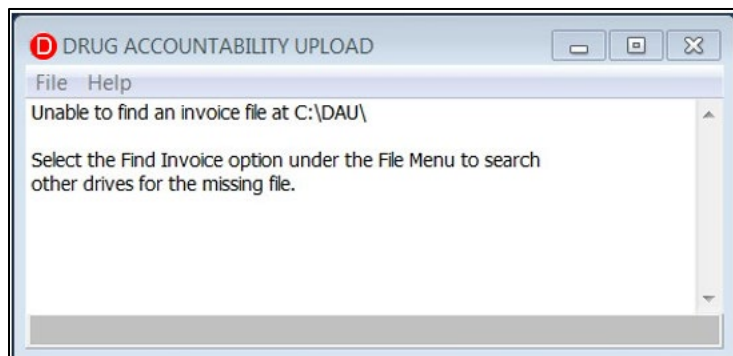 D DRUG ACCOUNTABILITY UPLOAD
File Help
Unable to find an invoice file at C:\DAU\
Select the Find Invoice option under the File Menu to search
other drives for the missing file.